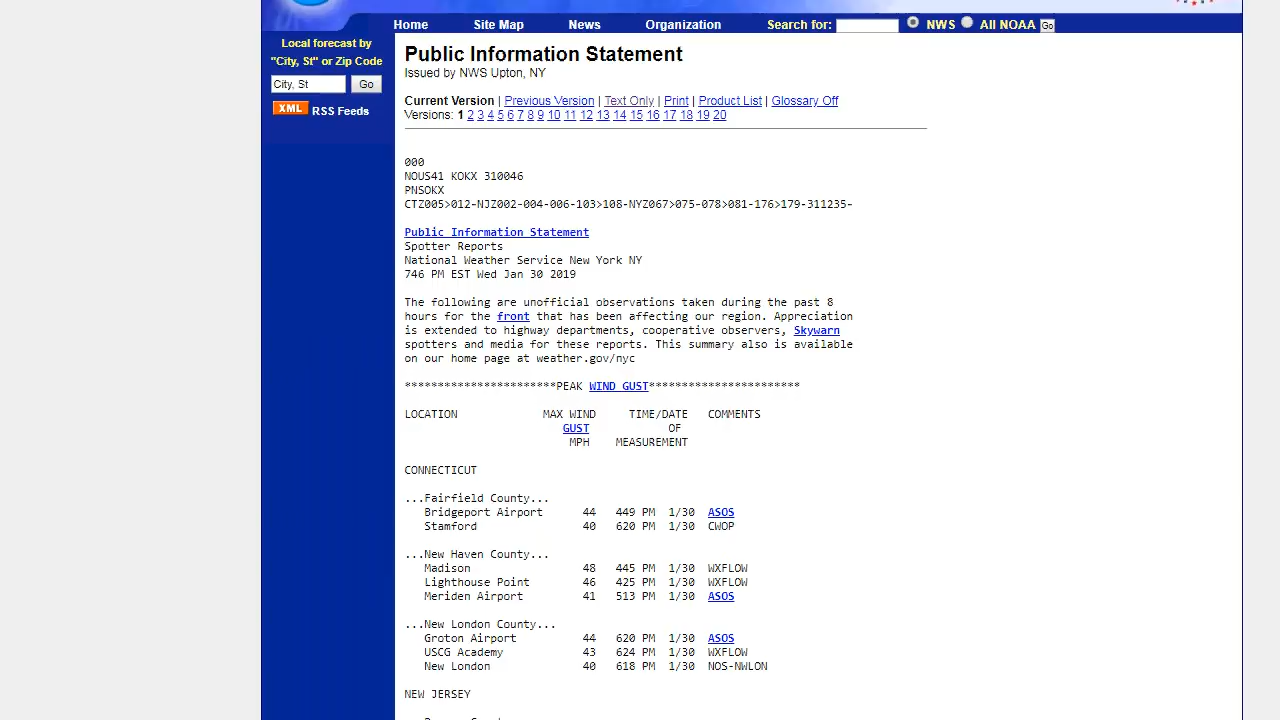 Home Site Map News Organization Search for: NWS All NOAA Go
Local forecast by
"City, St" or Zip Code
City, St Go
XML RSS Feeds
Public Information Statement
Issued by NWS Upton, NY
Current Version | Previous Version | Text Only | Print | Product List | Glossary Off
Versions: 1 2 3 4 5 6 7 8 9 10 11 12 13 14 15 16 17 18 19 20
000
NOUS41 KOKX 310046
PNSOKX
CTZ005>012-NJZ002-004-006-103>108-NYZ067>075-078>081-176>179-311235-
Public Information Statement
Spotter Reports
National Weather Service New York NY
746 PM EST Wed Jan 30 2019
The following are unofficial observations taken during the past 8
hours for the front that has been affecting our region. Appreciation
is extended to highway departments, cooperative observers, Skywarn
spotters and media for these reports. This summary also is available
on our home page at weather.gov/nyc
***********************PEAK WIND GUST***********************
LOCATION MAX WIND TIME/DATE COMMENTS
GUST OF
MPH MEASUREMENT
CONNECTICUT
...Fairfield County...
Bridgeport Airport 44 449 PM 1/30 ASOS
Stamford 40 620 PM 1/30 CWOP
...New Haven County...
Madison 48 445 PM 1/30 WXFLOW
Lighthouse Point 46 425 PM 1/30 WXFLOW
Meriden Airport 41 513 PM 1/30 ASOS
...New London County...
Groton Airport 44 620 PM 1/30 ASOS
USCG Academy 43 624 PM 1/30 WXFLOW
New London 40 618 PM 1/30 NOS-NWLON
NEW JERSEY